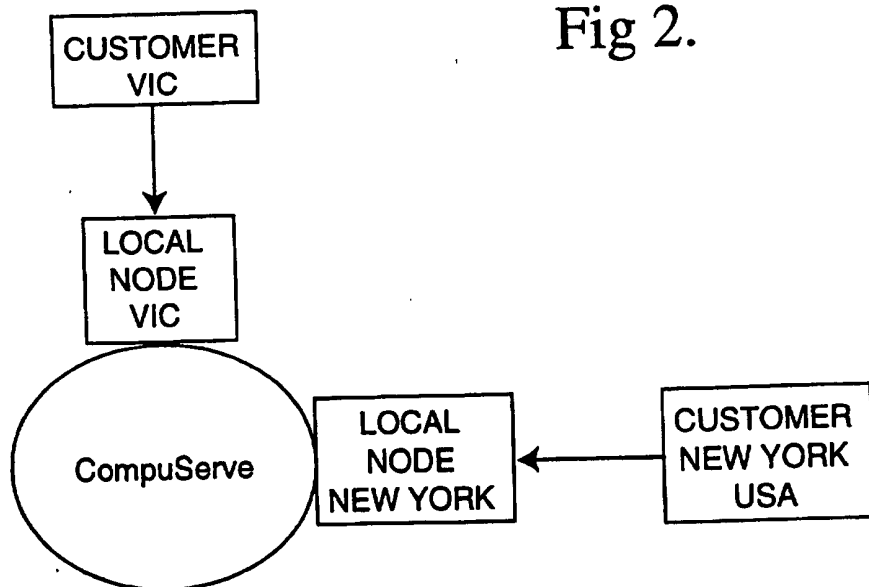 Fig 2.
CUSTOMER
VIC
LOCAL
NODE
VIC
CompuServe
LOCAL
NODE
NEW YORK
CUSTOMER
NEW YORK
USA